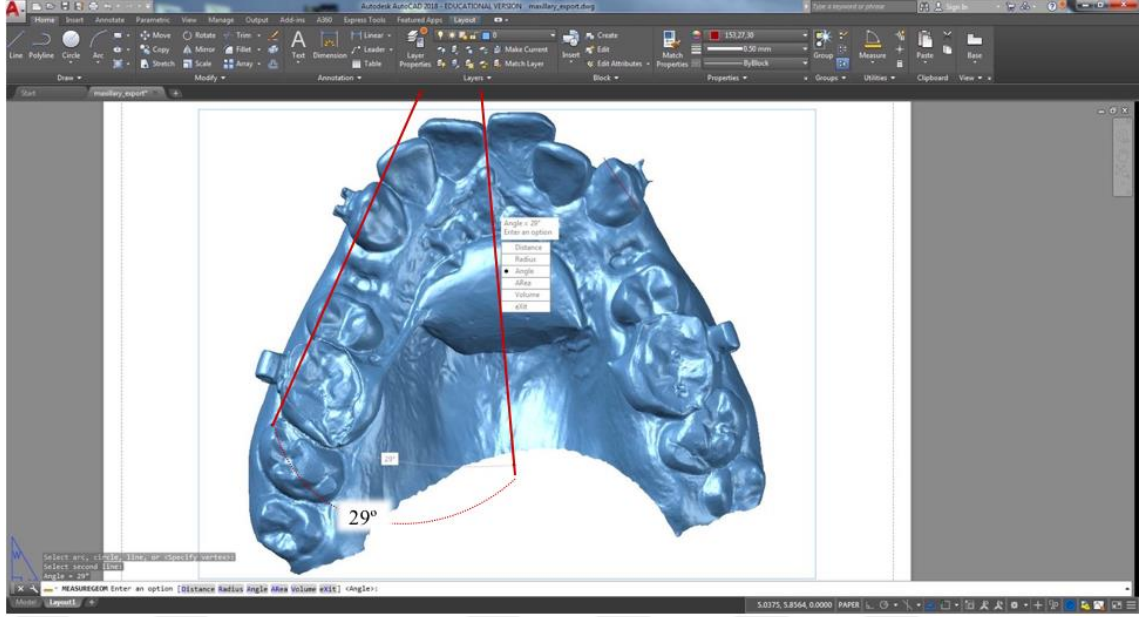 Autodesk AutoCAD 2018 - EDUCATIONAL VERSION maxillary_export.dwg
Type a keyword or phrase
Sign In
Home Insert Annotate Parametric View Manage Output Add-ins A360 Express Tools Featured Apps Layout
Move Rotate Trim Linear 0 Create 153,27,30
Copy Mirror Fillet Leader Make Current Edit 0.50 mm
Line Polyline Circle Arc Stretch Scale Array Text Dimension Table Layer Properties Match Layer Insert Edit Attributes Match Properties ByBlock Group Measure Paste Base
Draw Modify Annotation Layers Block Properties Groups Utilities Clipboard View
Start maxillary_export*
Angle = 29°
Enter an option
Distance
Radius
Angle
ARea
Volume
eXit
29°
29º
W
Select arc, circle, line, or <Specify vertex>:
Select second line:
Angle = 29°
MEASUREGEOM Enter an option [Distance Radius Angle ARea Volume eXit] <Angle>:
Model Layout1 +
5.0375, 5.8564, 0.0000 PAPER